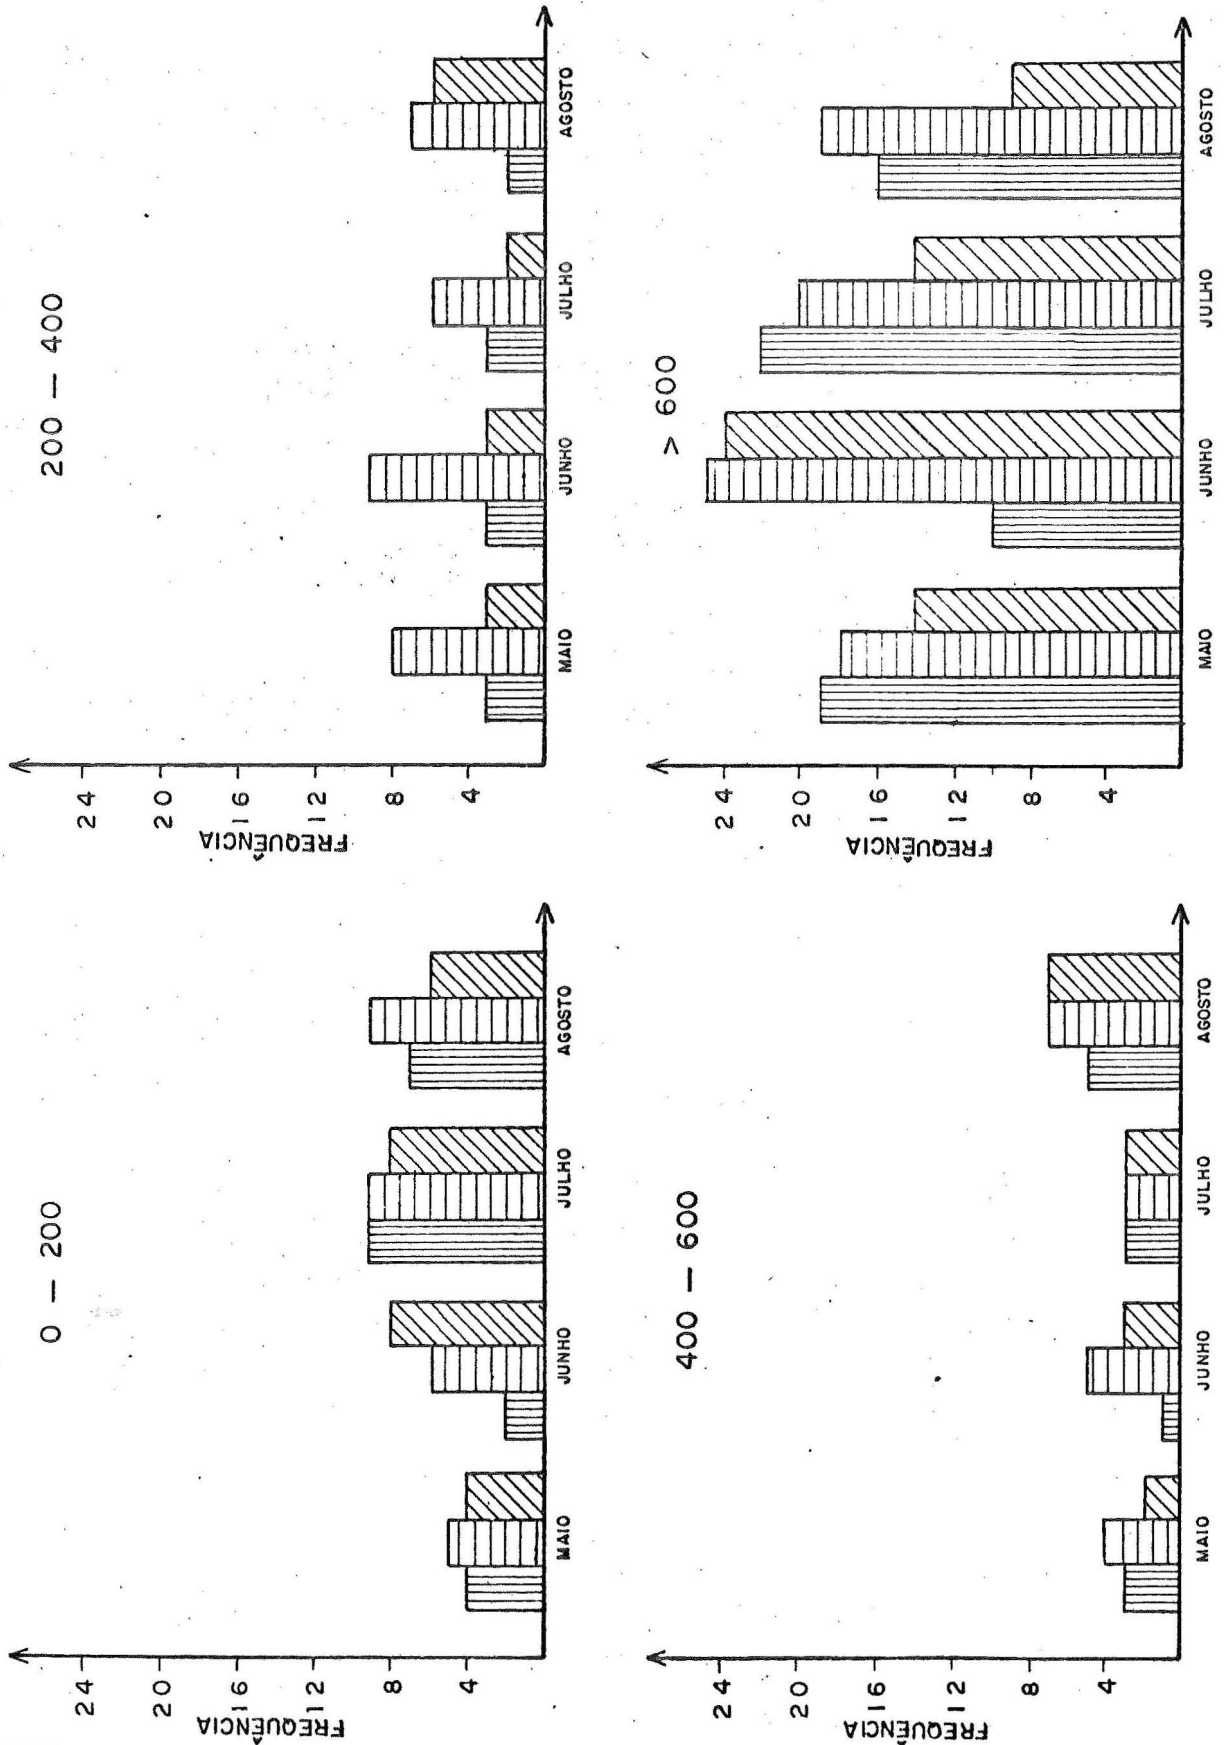 0 — 200
FREQUÊNCIA
24
20
16
12
8
4
MAIO
JUNHO
JULHO
AGOSTO
200 — 400
FREQUÊNCIA
24
20
16
12
8
4
MAIO
JUNHO
JULHO
AGOSTO
400 — 600
FREQUÊNCIA
24
20
16
12
8
4
MAIO
JUNHO
JULHO
AGOSTO
> 600
FREQUÊNCIA
24
20
16
12
8
4
MAIO
JUNHO
JULHO
AGOSTO